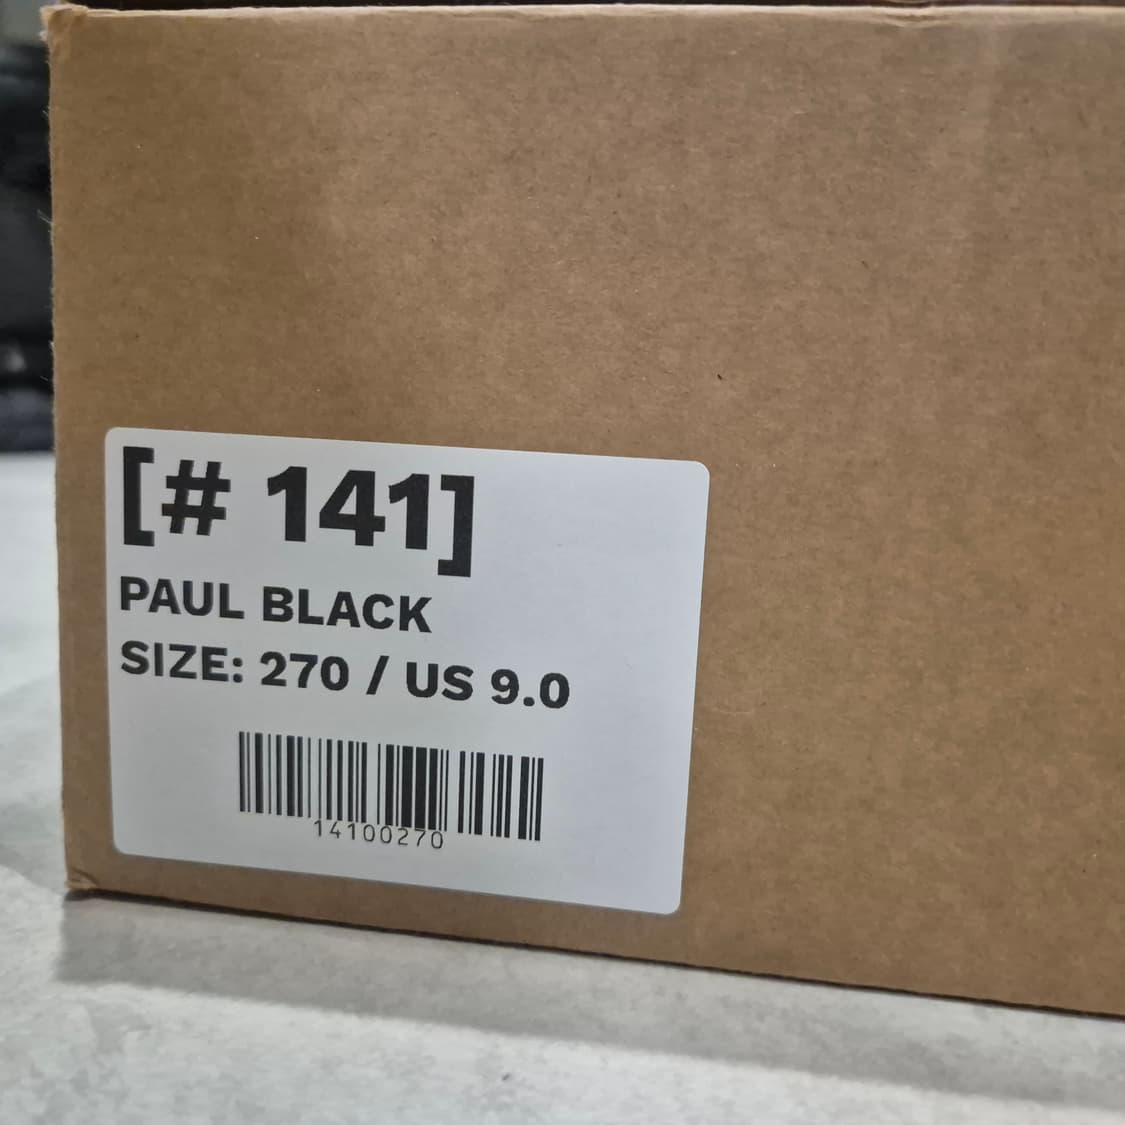 [# 141]
PAUL BLACK
SIZE: 270 / US 9.0
14100270